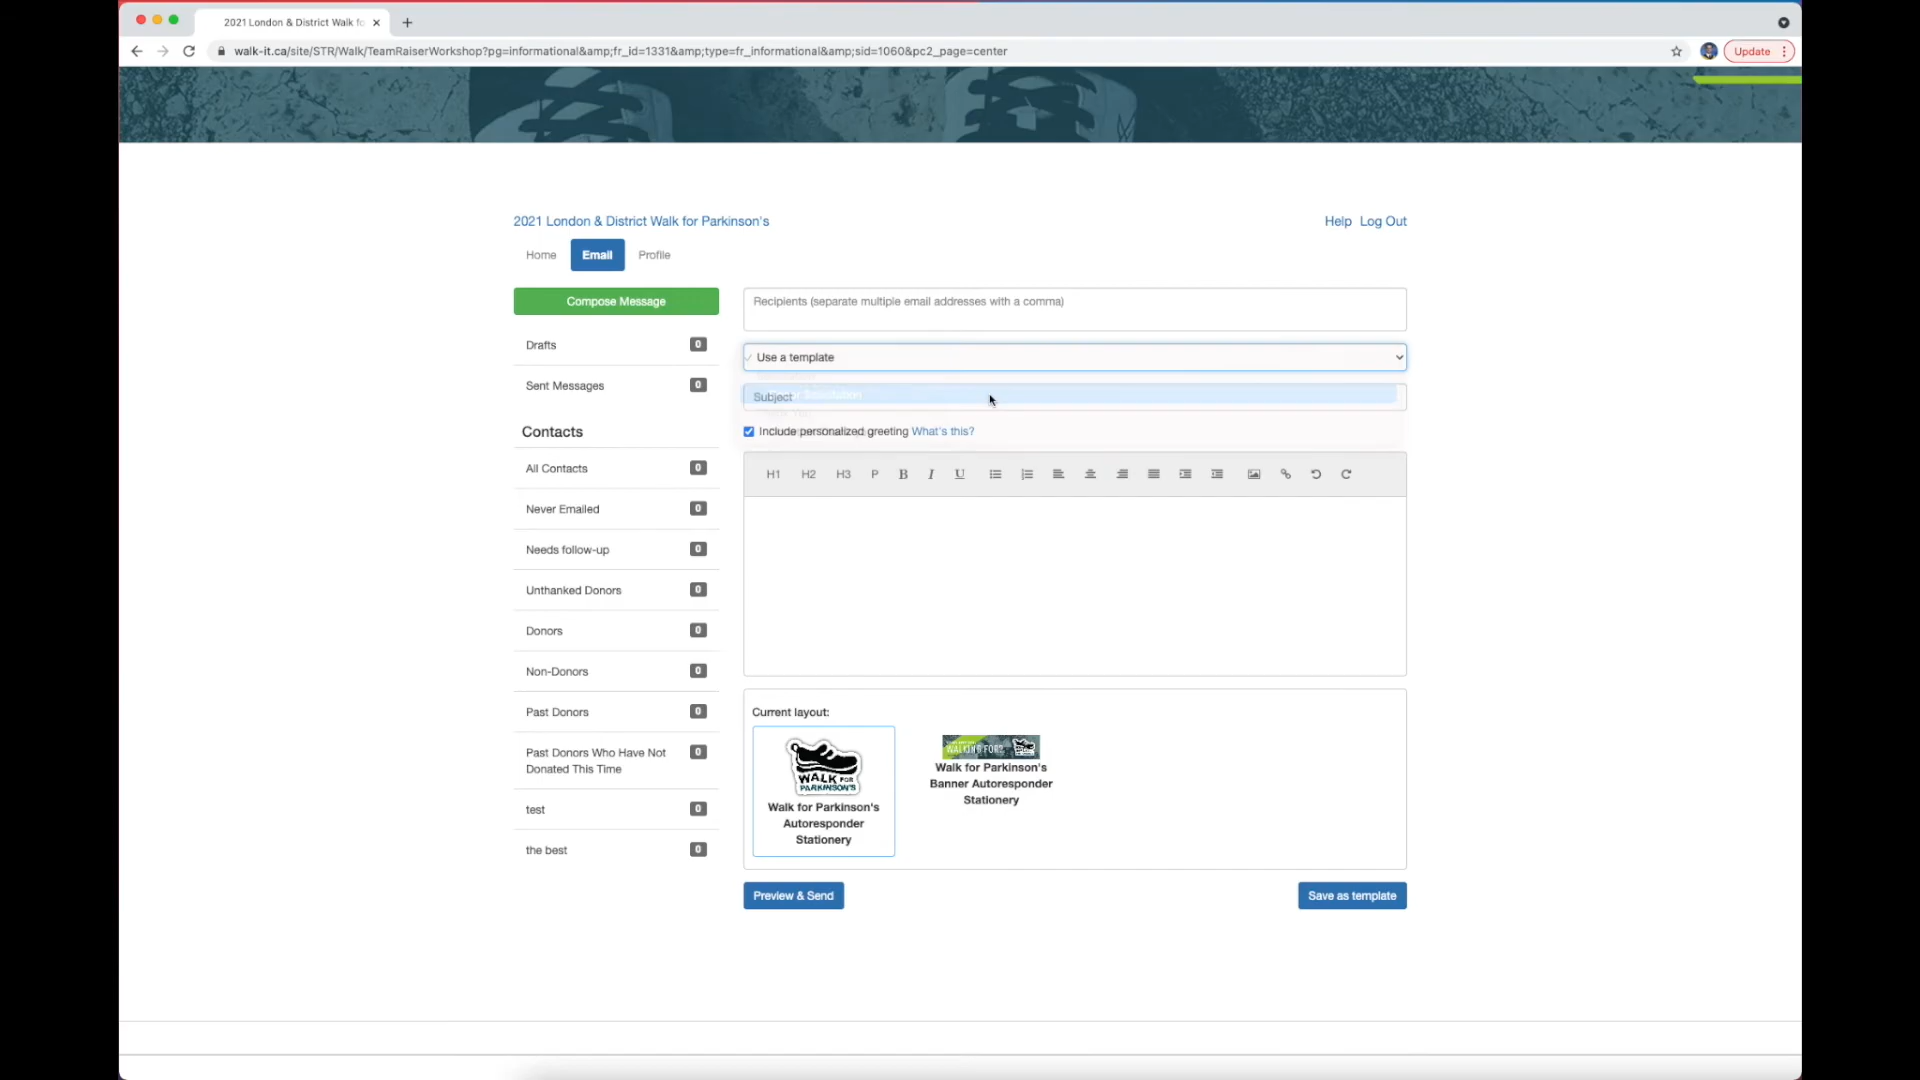 2021 London & District Walk fo
walk-it.ca/site/STR/Walk/TeamRaiserWorkshop?pg=informational&amp;fr_id=1331&amp;type=fr_informational&amp;sid=1060&pc2_page=center
Update
2021 London & District Walk for Parkinson's
Help Log Out
Home Email Profile
Compose Message
Drafts 0
Sent Messages 0
Contacts
All Contacts 0
Never Emailed 0
Needs follow-up 0
Unthanked Donors 0
Donors 0
Non-Donors 0
Past Donors 0
Past Donors Who Have Not 0
Donated This Time
test 0
the best 0
Recipients (separate multiple email addresses with a comma)
Use a template
Subject
Include personalized greeting What's this?
H1 H2 H3 P B I U
Current layout:
WALK FOR
PARKINSON'S
Walk for Parkinson's
Autoresponder
Stationery
WALKING FOR?
Walk for Parkinson's
Banner Autoresponder
Stationery
Preview & Send
Save as template